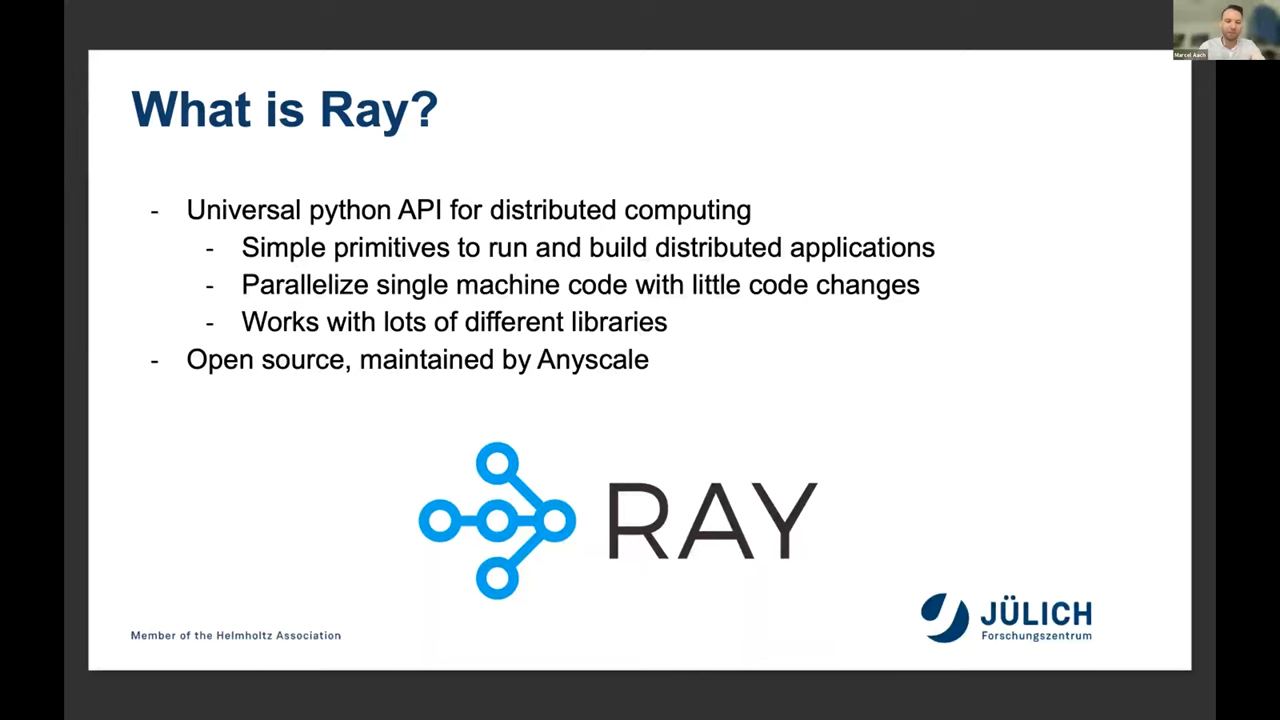 Marcel Aach
What is Ray?
- Universal python API for distributed computing
- Simple primitives to run and build distributed applications
- Parallelize single machine code with little code changes
- Works with lots of different libraries
- Open source, maintained by Anyscale
RAY
JÜLICH
Forschungszentrum
Member of the Helmholtz Association